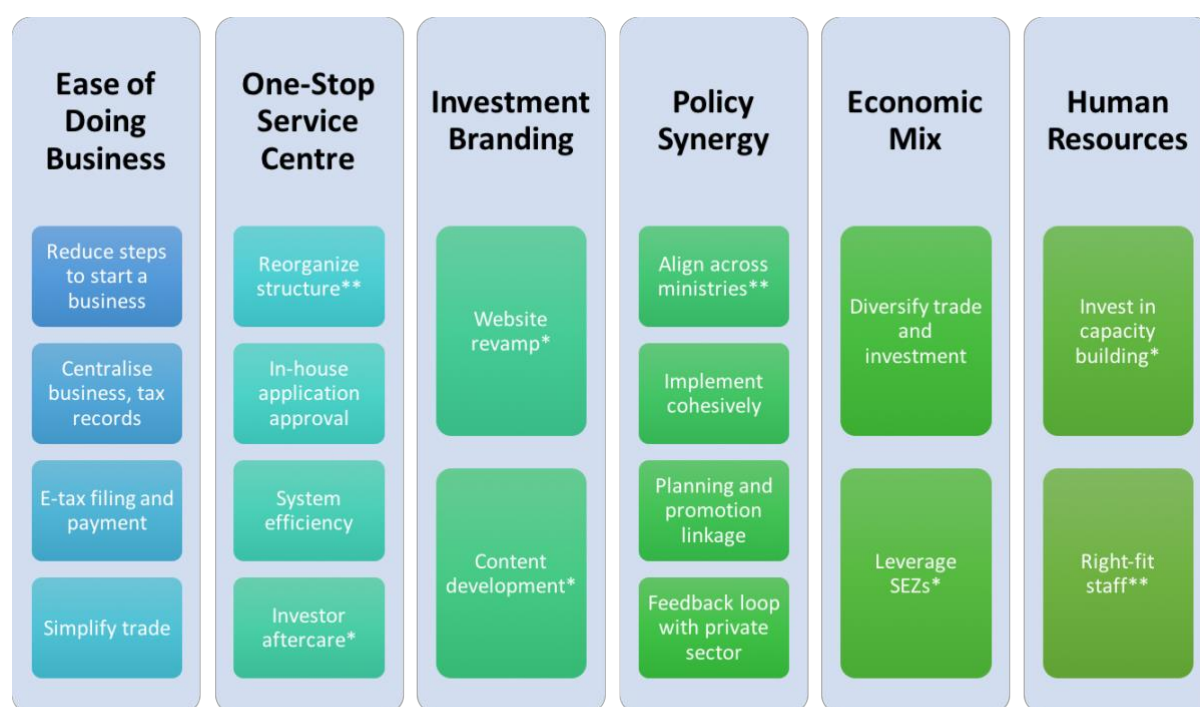 Ease of
Doing
Business
Reduce steps
to start a
business
Centralise
business, tax
records
E-tax filing and
payment
Simplify trade
One-Stop
Service
Centre
Reorganize
structure**
In-house
application
approval
System
efficiency
Investor
aftercare*
Investment
Branding
Website
revamp*
Content
development*
Policy
Synergy
Align across
ministries**
Implement
cohesively
Planning and
promotion
linkage
Feedback loop
with private
sector
Economic
Mix
Diversify trade
and
investment
Leverage
SEZs*
Human
Resources
Invest in
capacity
building*
Right-fit
staff**